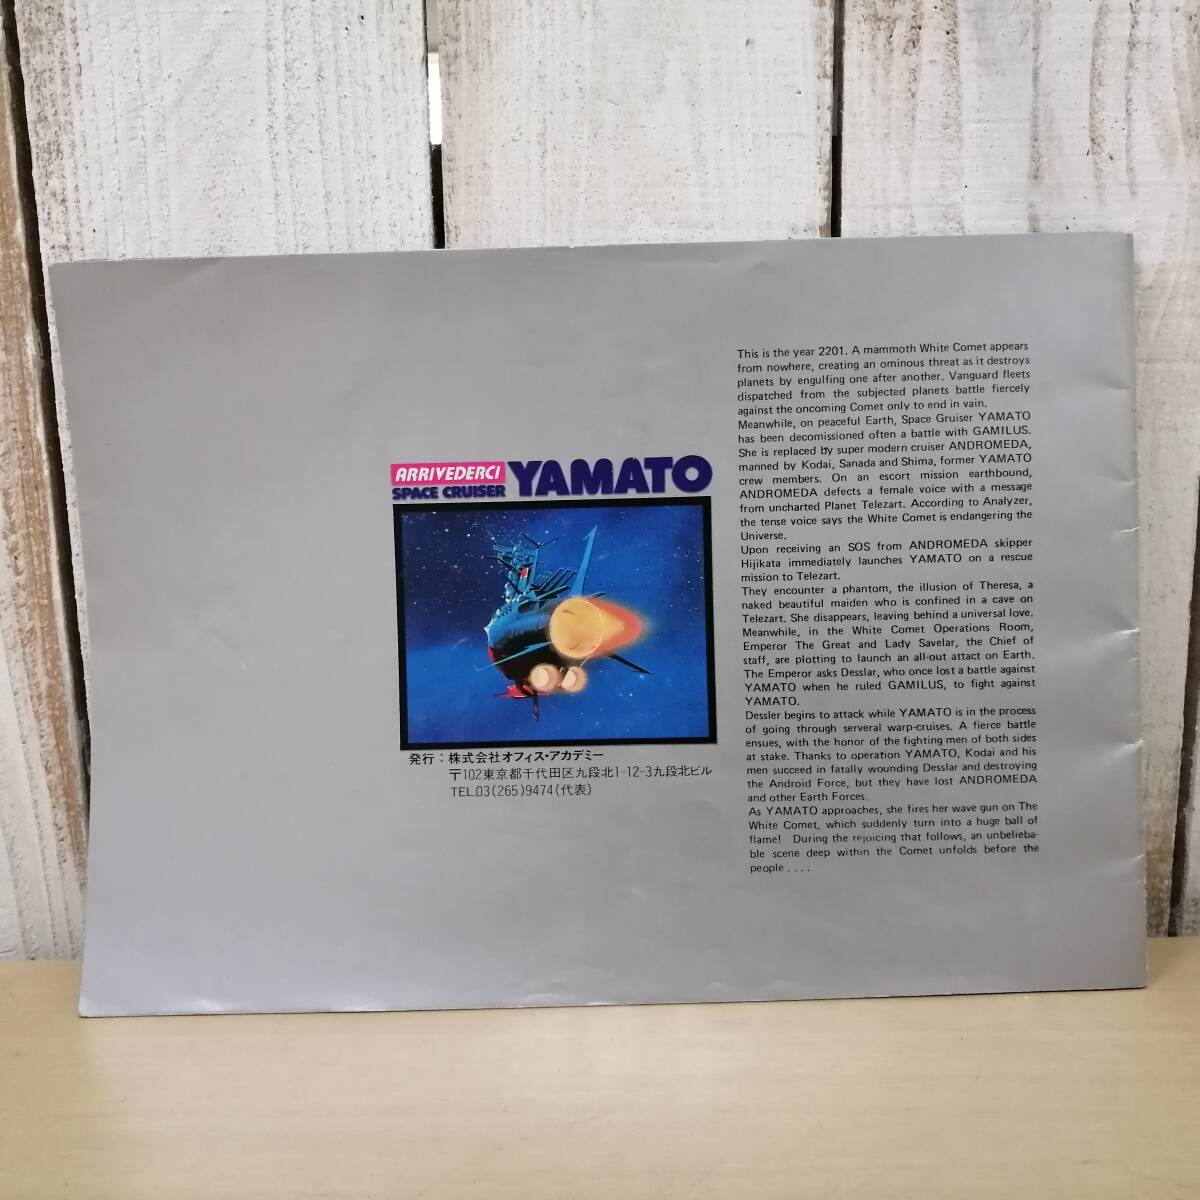 ARRIVEDERCI
SPACE CRUISER
YAMATO
発行:株式会社オフィス・アカデミー
〒102東京都千代田区九段北1-12-3九段北ビル
TEL.03(265)9474(代表)
This is the year 2201. A mammoth White Comet appears
from nowhere, creating an ominous threat as it destroys
planets by engulfing one after another. Vanguard fleets
dispatched from the subjected planets battle fiercely
against the oncoming Comet only to end in vain.
Meanwhile, on peaceful Earth, Space Gruiser YAMATO
has been decomissioned often a battle with GAMILUS.
She is replaced by super modern cruiser ANDROMEDA,
manned by Kodai, Sanada and Shima, former YAMATO
crew members. On an escort mission earthbound,
ANDROMEDA defects a female voice with a message
from uncharted Planet Telezart. According to Analyzer,
the tense voice says the White Comet is endangering the
Universe.
Upon receiving an SOS from ANDROMEDA skipper
Hijikata immediately launches YAMATO on a rescue
mission to Telezart.
They encounter a phantom, the illusion of Theresa, a
naked beautiful maiden who is confined in a cave on
Telezart. She disappears, leaving behind a universal love.
Meanwhile, in the White Comet Operations Room,
Emperor The Great and Lady Savelar, the Chief of
staff, are plotting to launch an all-out attact on Earth.
The Emperor asks Desslar, who once lost a battle against
YAMATO when he ruled GAMILUS, to fight against
YAMATO.
Dessler begins to attack while YAMATO is in the process
of going through serveral warp-cruises. A fierce battle
ensues, with the honor of the fighting men of both sides
at stake. Thanks to operation YAMATO, Kodai and his
men succeed in fatally wounding Desslar and destroying
the Android Force, but they have lost ANDROMEDA
and other Earth Forces.
As YAMATO approaches, she fires her wave gun on The
White Comet, which suddenly turn into a huge ball of
flame! During the rejoicing that follows, an unbelieba-
ble scene deep within the Comet unfolds before the
people . . . .